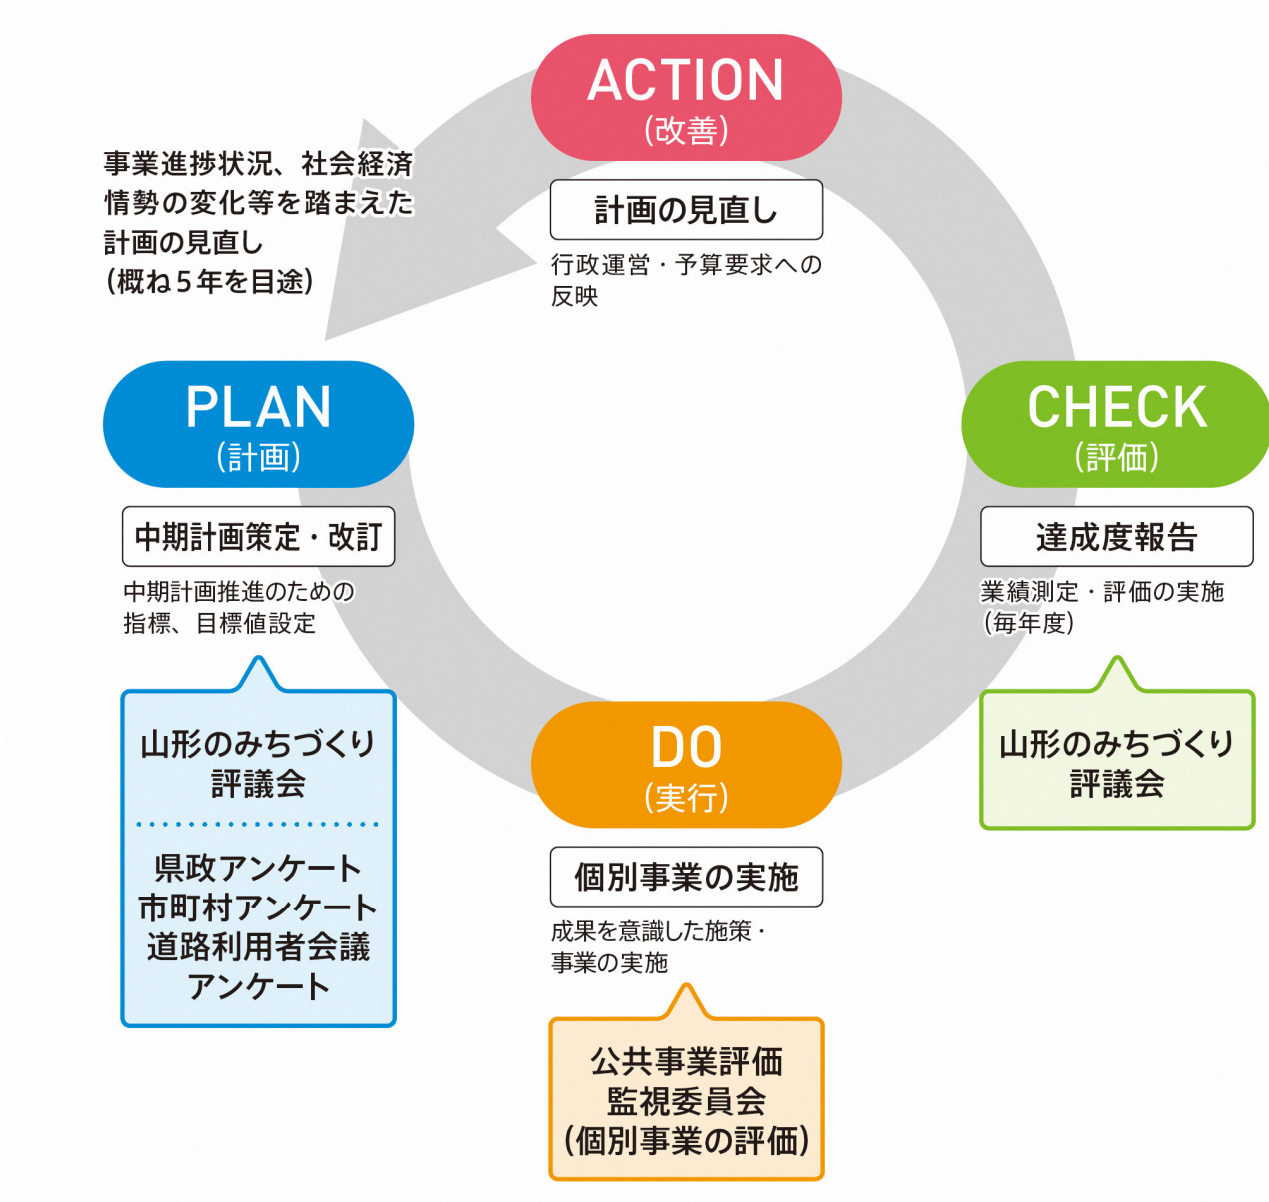 ACTION
(改善)
計画の見直し
行政運営・予算要求への
反映
事業進捗状況、社会経済
情勢の変化等を踏まえた
計画の見直し
(概ね5年を目途)
PLAN
(計画)
中期計画策定・改訂
中期計画推進のための
指標、目標値設定
山形のみちづくり
評議会
県政アンケート
市町村アンケート
道路利用者会議
アンケート
CHECK
(評価)
達成度報告
業績測定・評価の実施
(毎年度)
山形のみちづくり
評議会
DO
(実行)
個別事業の実施
成果を意識した施策・
事業の実施
公共事業評価
監視委員会
(個別事業の評価)